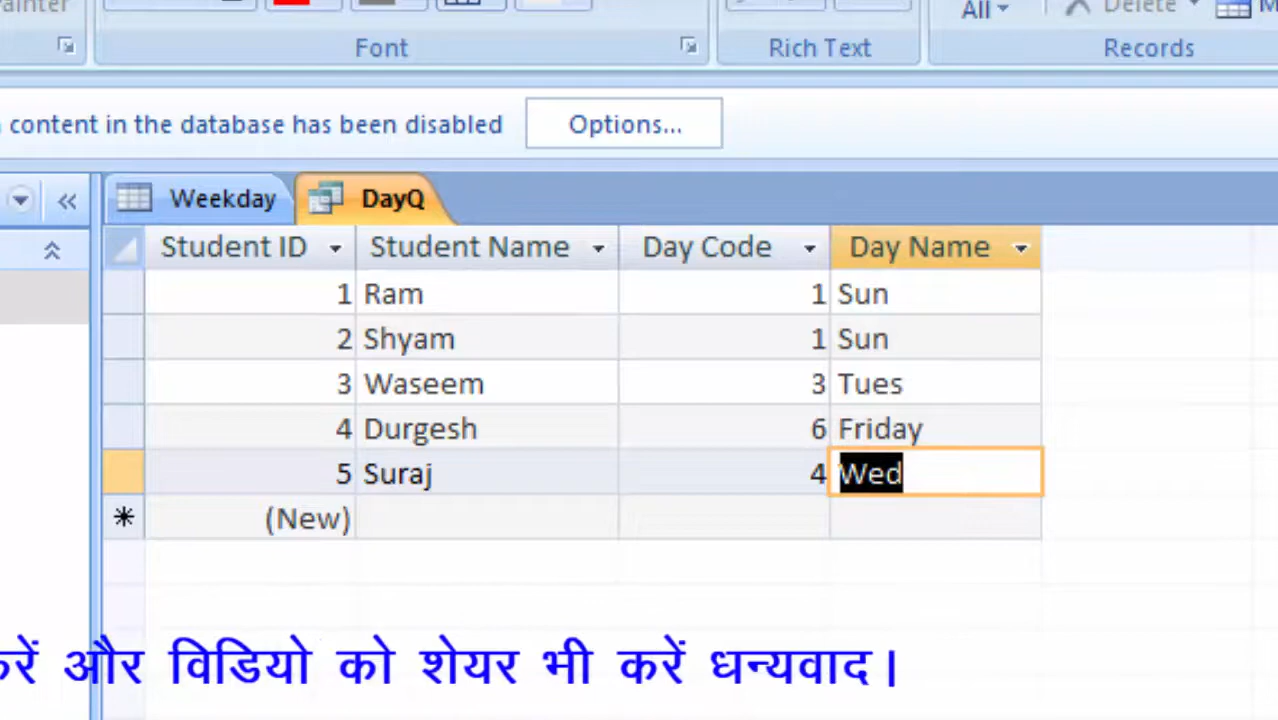 All Delete
Font Rich Text Records
content in the database has been disabled Options...
Weekday DayQ
Student ID Student Name Day Code Day Name
1 Ram 1 Sun
2 Shyam 1 Sun
3 Waseem 3 Tues
4 Durgesh 6 Friday
5 Suraj 4 Wed
* (New)
करें और विडियो को शेयर भी करें धन्यवाद।